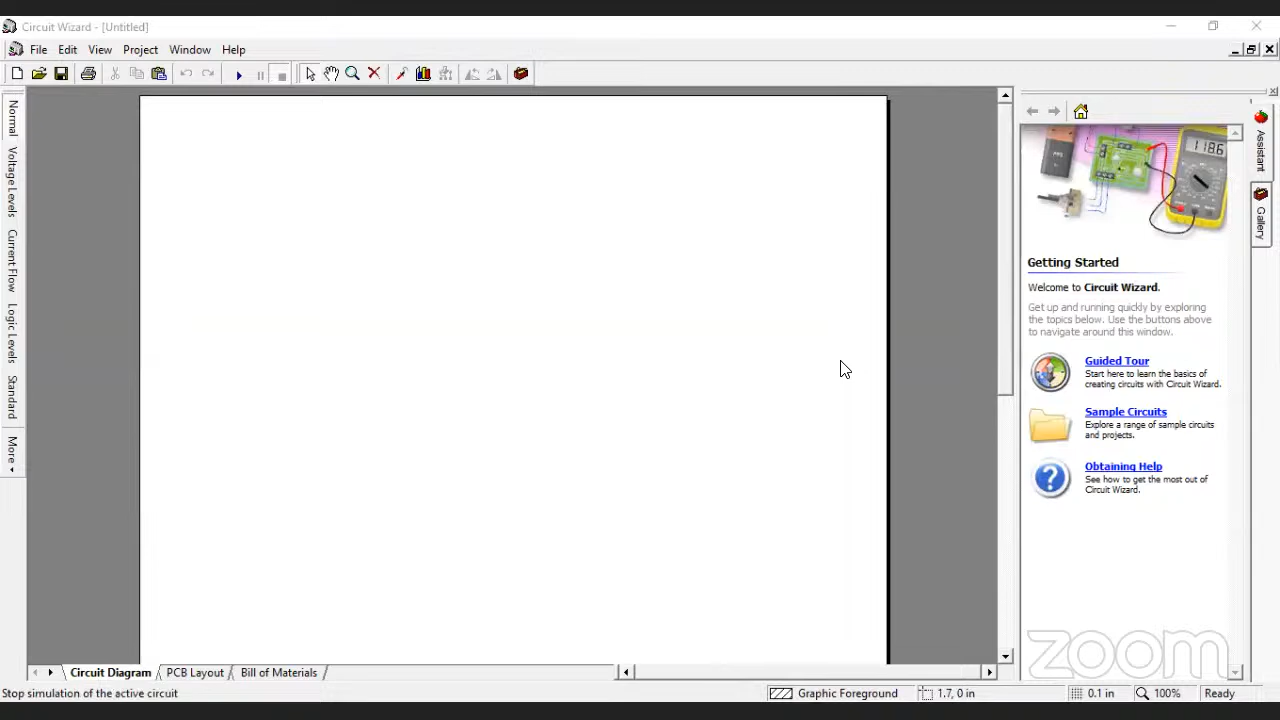 Circuit Wizard - [Untitled]
File Edit View Project Window Help
Normal
Voltage Levels
Current Flow
Logic Levels
Standard
More
118.6
Getting Started
Welcome to Circuit Wizard.
Get up and running quickly by exploring
the topics below. Use the buttons above
to navigate around this window.
Guided Tour
Start here to learn the basics of
creating circuits with Circuit Wizard.
Sample Circuits
Explore a range of sample circuits
and projects.
Obtaining Help
See how to get the most out of
Circuit Wizard.
Assistant
Gallery
zoom
Circuit Diagram PCB Layout Bill of Materials
Stop simulation of the active circuit Graphic Foreground 1.7, 0 in 0.1 in 100% Ready